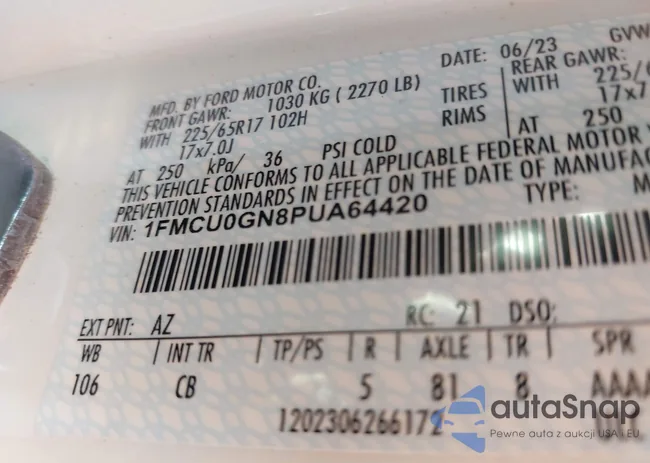 MFD. BY FORD MOTOR CO.
DATE: 06/23
GVW
FRONT GAWR: 1030 KG ( 2270 LB)
REAR GAWR:
WITH 225/65R17 102H TIRES
WITH 225/6
17x7.0J RIMS
17x7
AT 250 kPa/ 36 PSI COLD
AT 250
THIS VEHICLE CONFORMS TO ALL APPLICABLE FEDERAL MOTOR
PREVENTION STANDARDS IN EFFECT ON THE DATE OF MANUFAC
VIN: 1FMCU0GN8PUA64420
TYPE: M
EXT PNT: AZ RC: 21 DSO:
WB | INT TR | TP/PS | R | AXLE | TR | SPR
106 CB 5 81 8 AAAA
1202306266172
autaSnap
Pewne auta z aukcji USA i EU